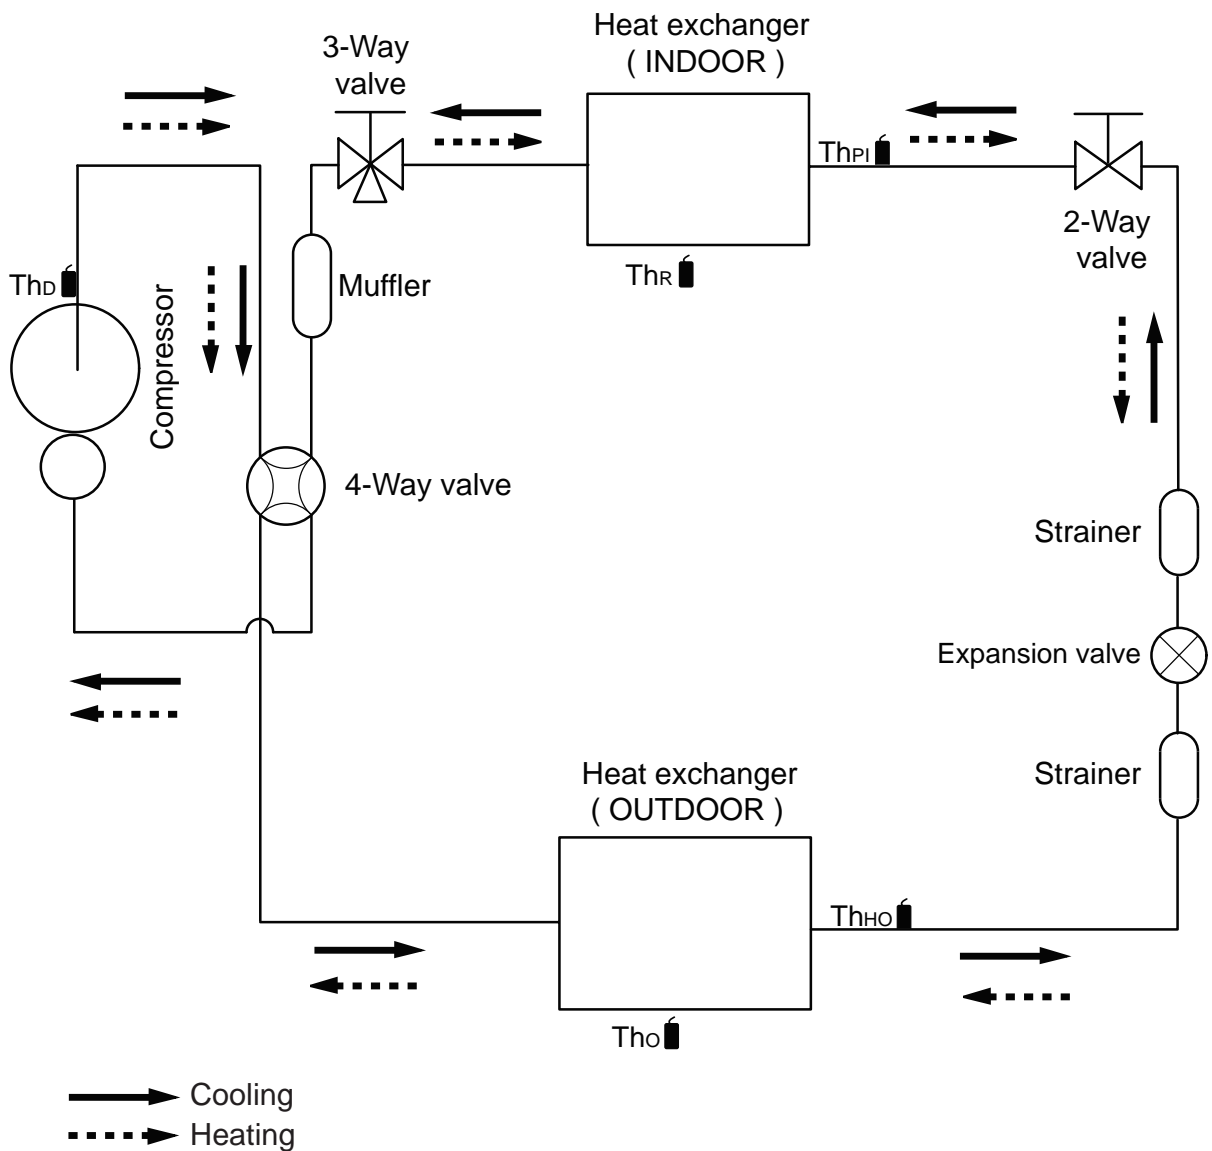 Heat exchanger
( INDOOR )
3-Way
valve
ThPI
2-Way
valve
ThR
ThD
Muffler
Compressor
4-Way valve
Strainer
Expansion valve
Strainer
Heat exchanger
( OUTDOOR )
ThHO
ThO
Cooling
Heating